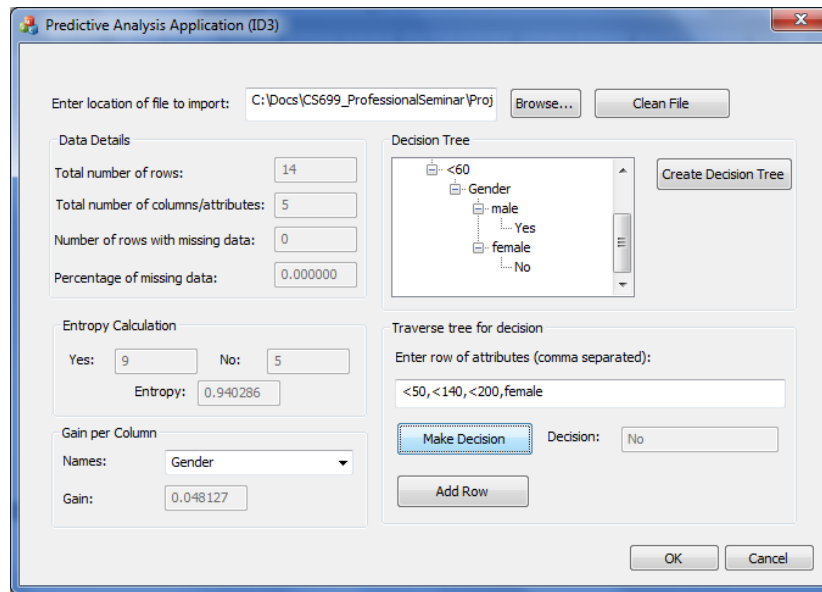 Predictive Analysis Application (ID3)
Enter location of file to import: C:\Docs\CS699_ProfessionalSeminar\Proj Browse... Clean File
Data Details
Total number of rows: 14
Total number of columns/attributes: 5
Number of rows with missing data: 0
Percentage of missing data: 0.000000
Decision Tree
<60
Gender
male
Yes
female
No
Create Decision Tree
Entropy Calculation
Yes: 9 No: 5
Entropy: 0.940286
Gain per Column
Names: Gender
Gain: 0.048127
Traverse tree for decision
Enter row of attributes (comma separated):
<50,<140,<200,female
Make Decision Decision: No
Add Row
OK Cancel